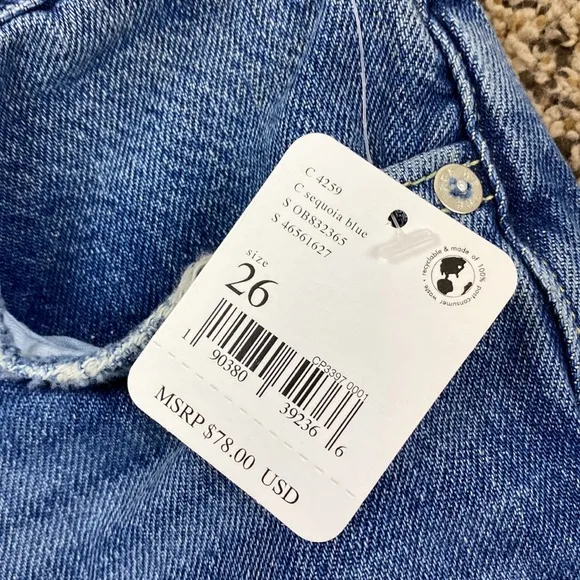 C 4259
C sequoia blue
S OB832365
S 46561627
recyclable & made of 100% post-consumer waste
size
26
CP3397 0001
1 90380 39236 6
MSRP $78.00 USD